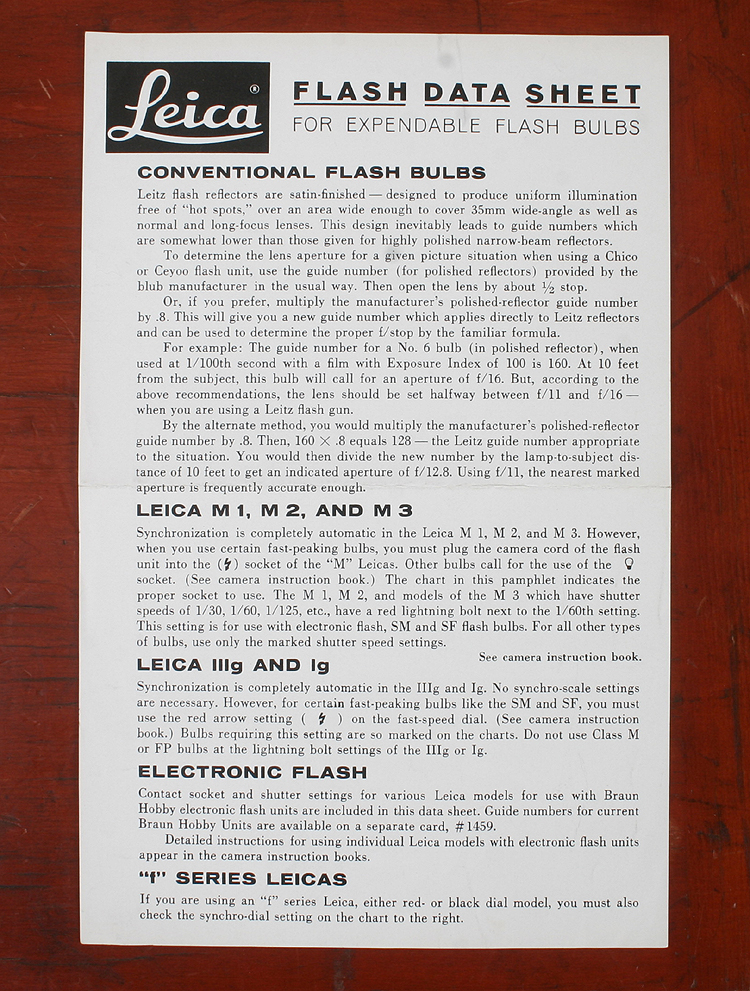 Leica®
FLASH DATA SHEET
FOR EXPENDABLE FLASH BULBS
CONVENTIONAL FLASH BULBS
Leitz flash reflectors are satin-finished — designed to produce uniform illumination
free of "hot spots," over an area wide enough to cover 35mm wide-angle as well as
normal and long-focus lenses. This design inevitably leads to guide numbers which
are somewhat lower than those given for highly polished narrow-beam reflectors.
To determine the lens aperture for a given picture situation when using a Chico
or Ceyoo flash unit, use the guide number (for polished reflectors) provided by the
blub manufacturer in the usual way. Then open the lens by about ½ stop.
Or, if you prefer, multiply the manufacturer's polished-reflector guide number
by .8. This will give you a new guide number which applies directly to Leitz reflectors
and can be used to determine the proper f/stop by the familiar formula.
For example: The guide number for a No. 6 bulb (in polished reflector), when
used at 1/100th second with a film with Exposure Index of 100 is 160. At 10 feet
from the subject, this bulb will call for an aperture of f/16. But, according to the
above recommendations, the lens should be set halfway between f/11 and f/16 —
when you are using a Leitz flash gun.
By the alternate method, you would multiply the manufacturer's polished-reflector
guide number by .8. Then, 160 × .8 equals 128 — the Leitz guide number appropriate
to the situation. You would then divide the new number by the lamp-to-subject dis-
tance of 10 feet to get an indicated aperture of f/12.8. Using f/11, the nearest marked
aperture is frequently accurate enough.
LEICA M 1, M 2, AND M 3
Synchronization is completely automatic in the Leica M 1, M 2, and M 3. However,
when you use certain fast-peaking bulbs, you must plug the camera cord of the flash
unit into the (⚡) socket of the "M" Leicas. Other bulbs call for the use of the
socket. (See camera instruction book.) The chart in this pamphlet indicates the
proper socket to use. The M 1, M 2, and models of the M 3 which have shutter
speeds of 1/30, 1/60, 1/125, etc., have a red lightning bolt next to the 1/60th setting.
This setting is for use with electronic flash, SM and SF flash bulbs. For all other types
of bulbs, use only the marked shutter speed settings.
See camera instruction book.
LEICA IIIg AND Ig
Synchronization is completely automatic in the IIIg and Ig. No synchro-scale settings
are necessary. However, for certain fast-peaking bulbs like the SM and SF, you must
use the red arrow setting ( ⚡ ) on the fast-speed dial. (See camera instruction
book.) Bulbs requiring this setting are so marked on the charts. Do not use Class M
or FP bulbs at the lightning bolt settings of the IIIg or Ig.
ELECTRONIC FLASH
Contact socket and shutter settings for various Leica models for use with Braun
Hobby electronic flash units are included in this data sheet. Guide numbers for current
Braun Hobby Units are available on a separate card, #1459.
Detailed instructions for using individual Leica models with electronic flash units
appear in the camera instruction books.
"f" SERIES LEICAS
If you are using an "f" series Leica, either red- or black dial model, you must also
check the synchro-dial setting on the chart to the right.